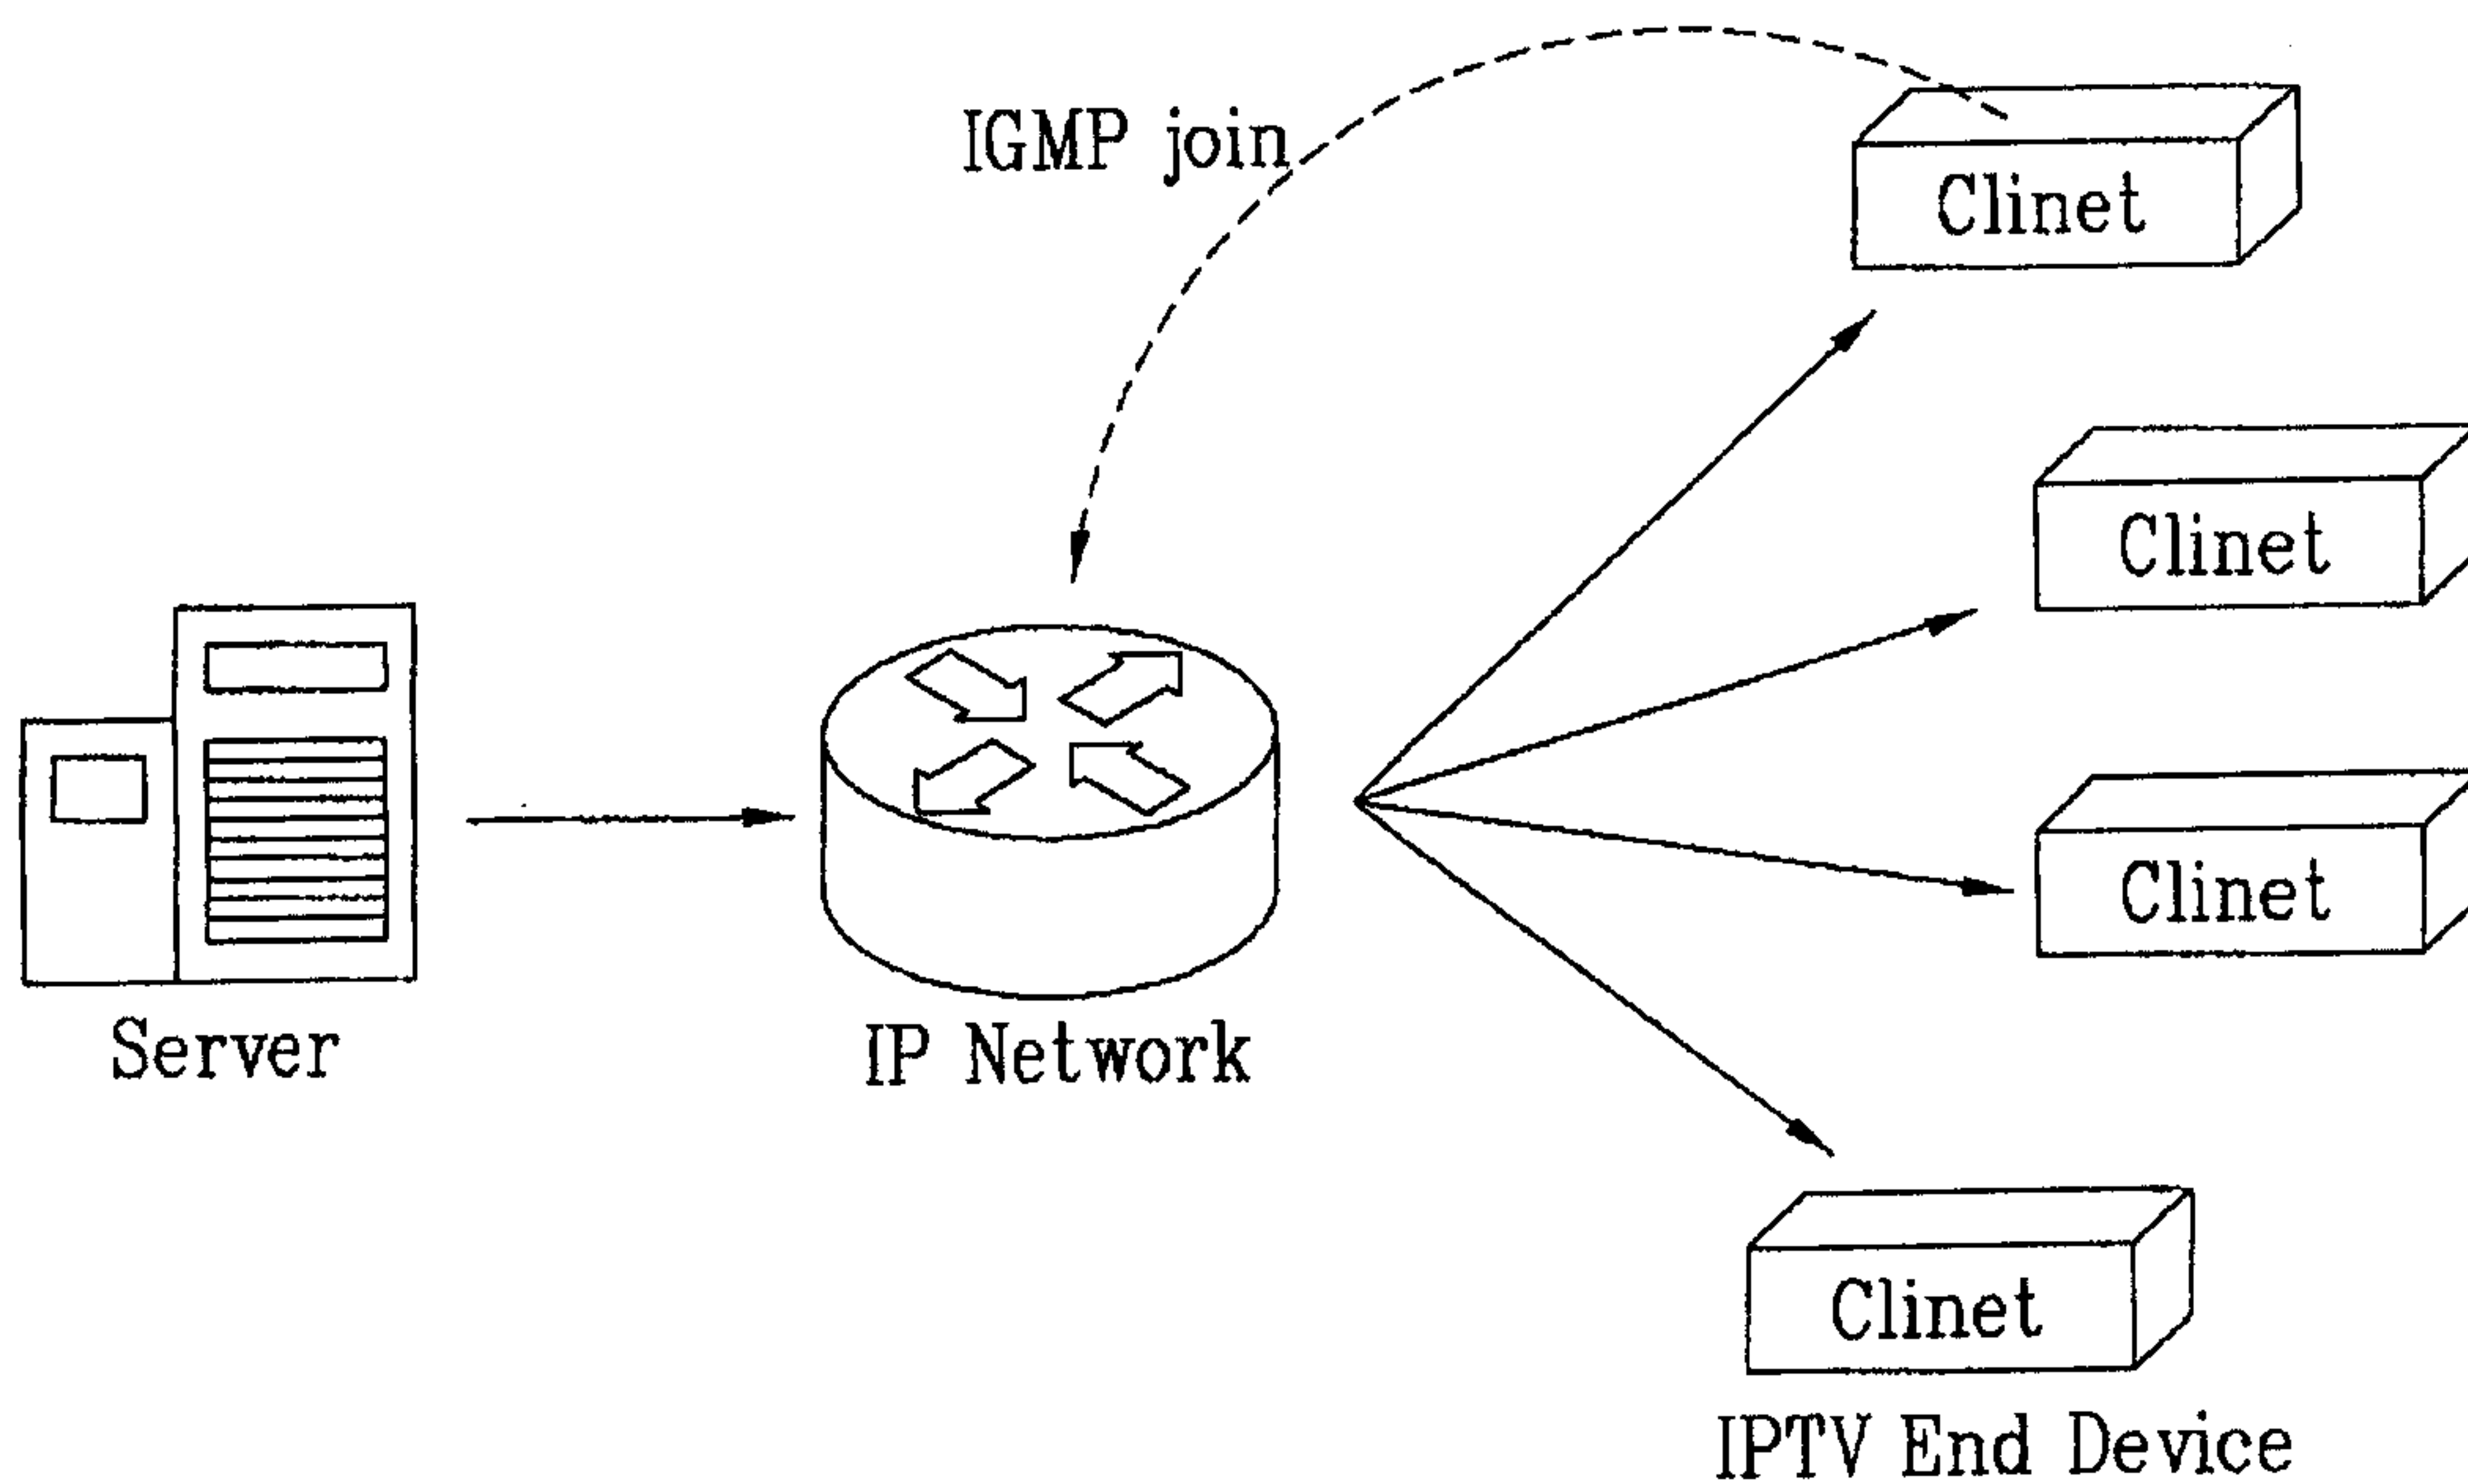 IGMP join
Clinet
Clinet
Clinet
Server
IP Network
Clinet
IPTV End Device